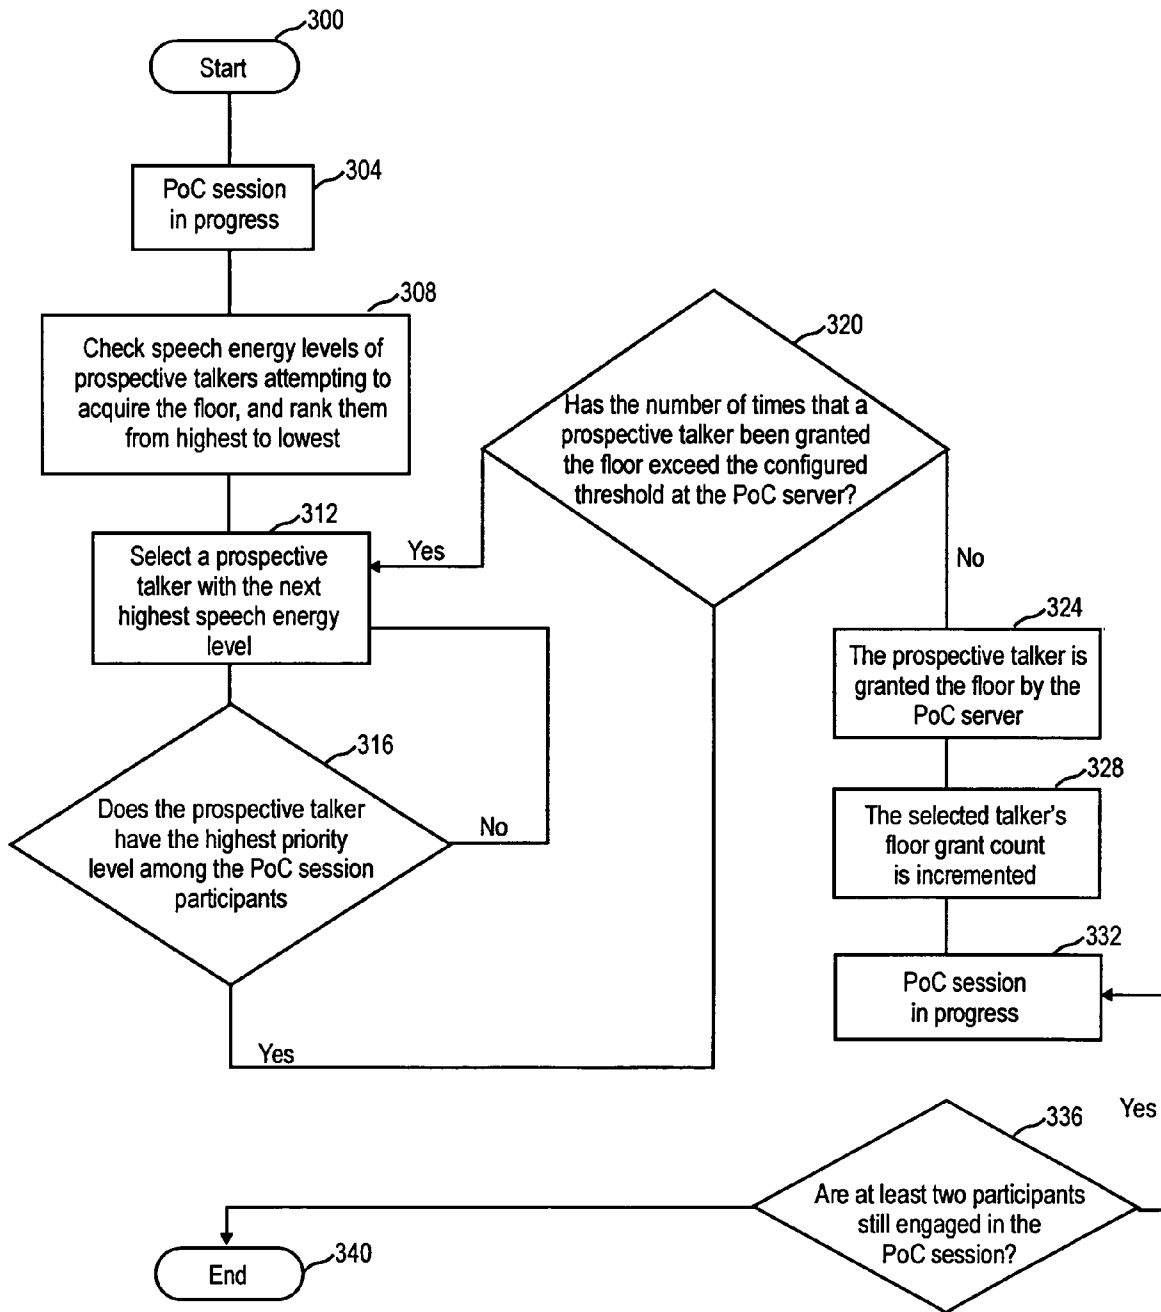 300
Start
304
PoC session
in progress
308
Check speech energy levels of
prospective talkers attempting to
acquire the floor, and rank them
from highest to lowest
312
Select a prospective
talker with the next
highest speech energy
level
316
Does the prospective talker
have the highest priority
level among the PoC session
participants
No
Yes
320
Has the number of times that a
prospective talker been granted
the floor exceed the configured
threshold at the PoC server?
Yes
No
324
The prospective talker is
granted the floor by the
PoC server
328
The selected talker's
floor grant count
is incremented
332
PoC session
in progress
336
Yes
Are at least two participants
still engaged in the
PoC session?
340
End